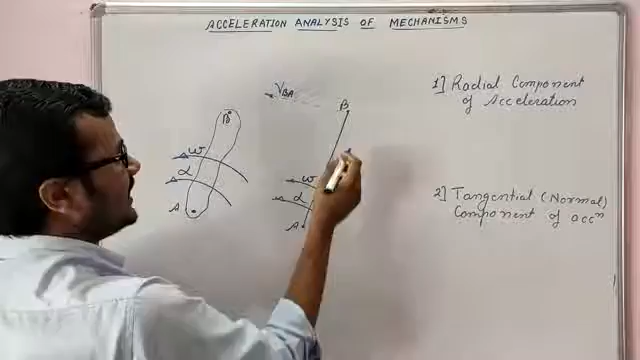 ACCELERATION ANALYSIS OF MECHANISMS
VBA
B
B
ω
α
A
ω
α
A
1] Radial Component
of Acceleration
2] Tangential (Normal)
Component of accⁿ